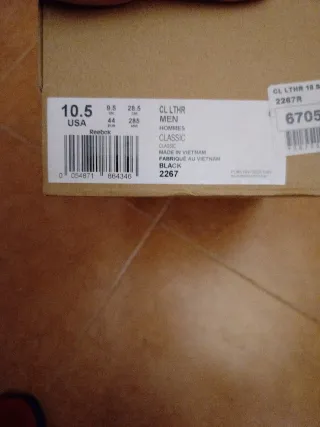 10.5
USA
9.5 28.5
44 285
Reebok
0 054871 864346
CL LTHR
MEN
HOMMES
CLASSIC
CLASSIC
MADE IN VIETNAM
FABRIQUÉ AU VIETNAM
BLACK
2267
CL LTHR
2267R
6705